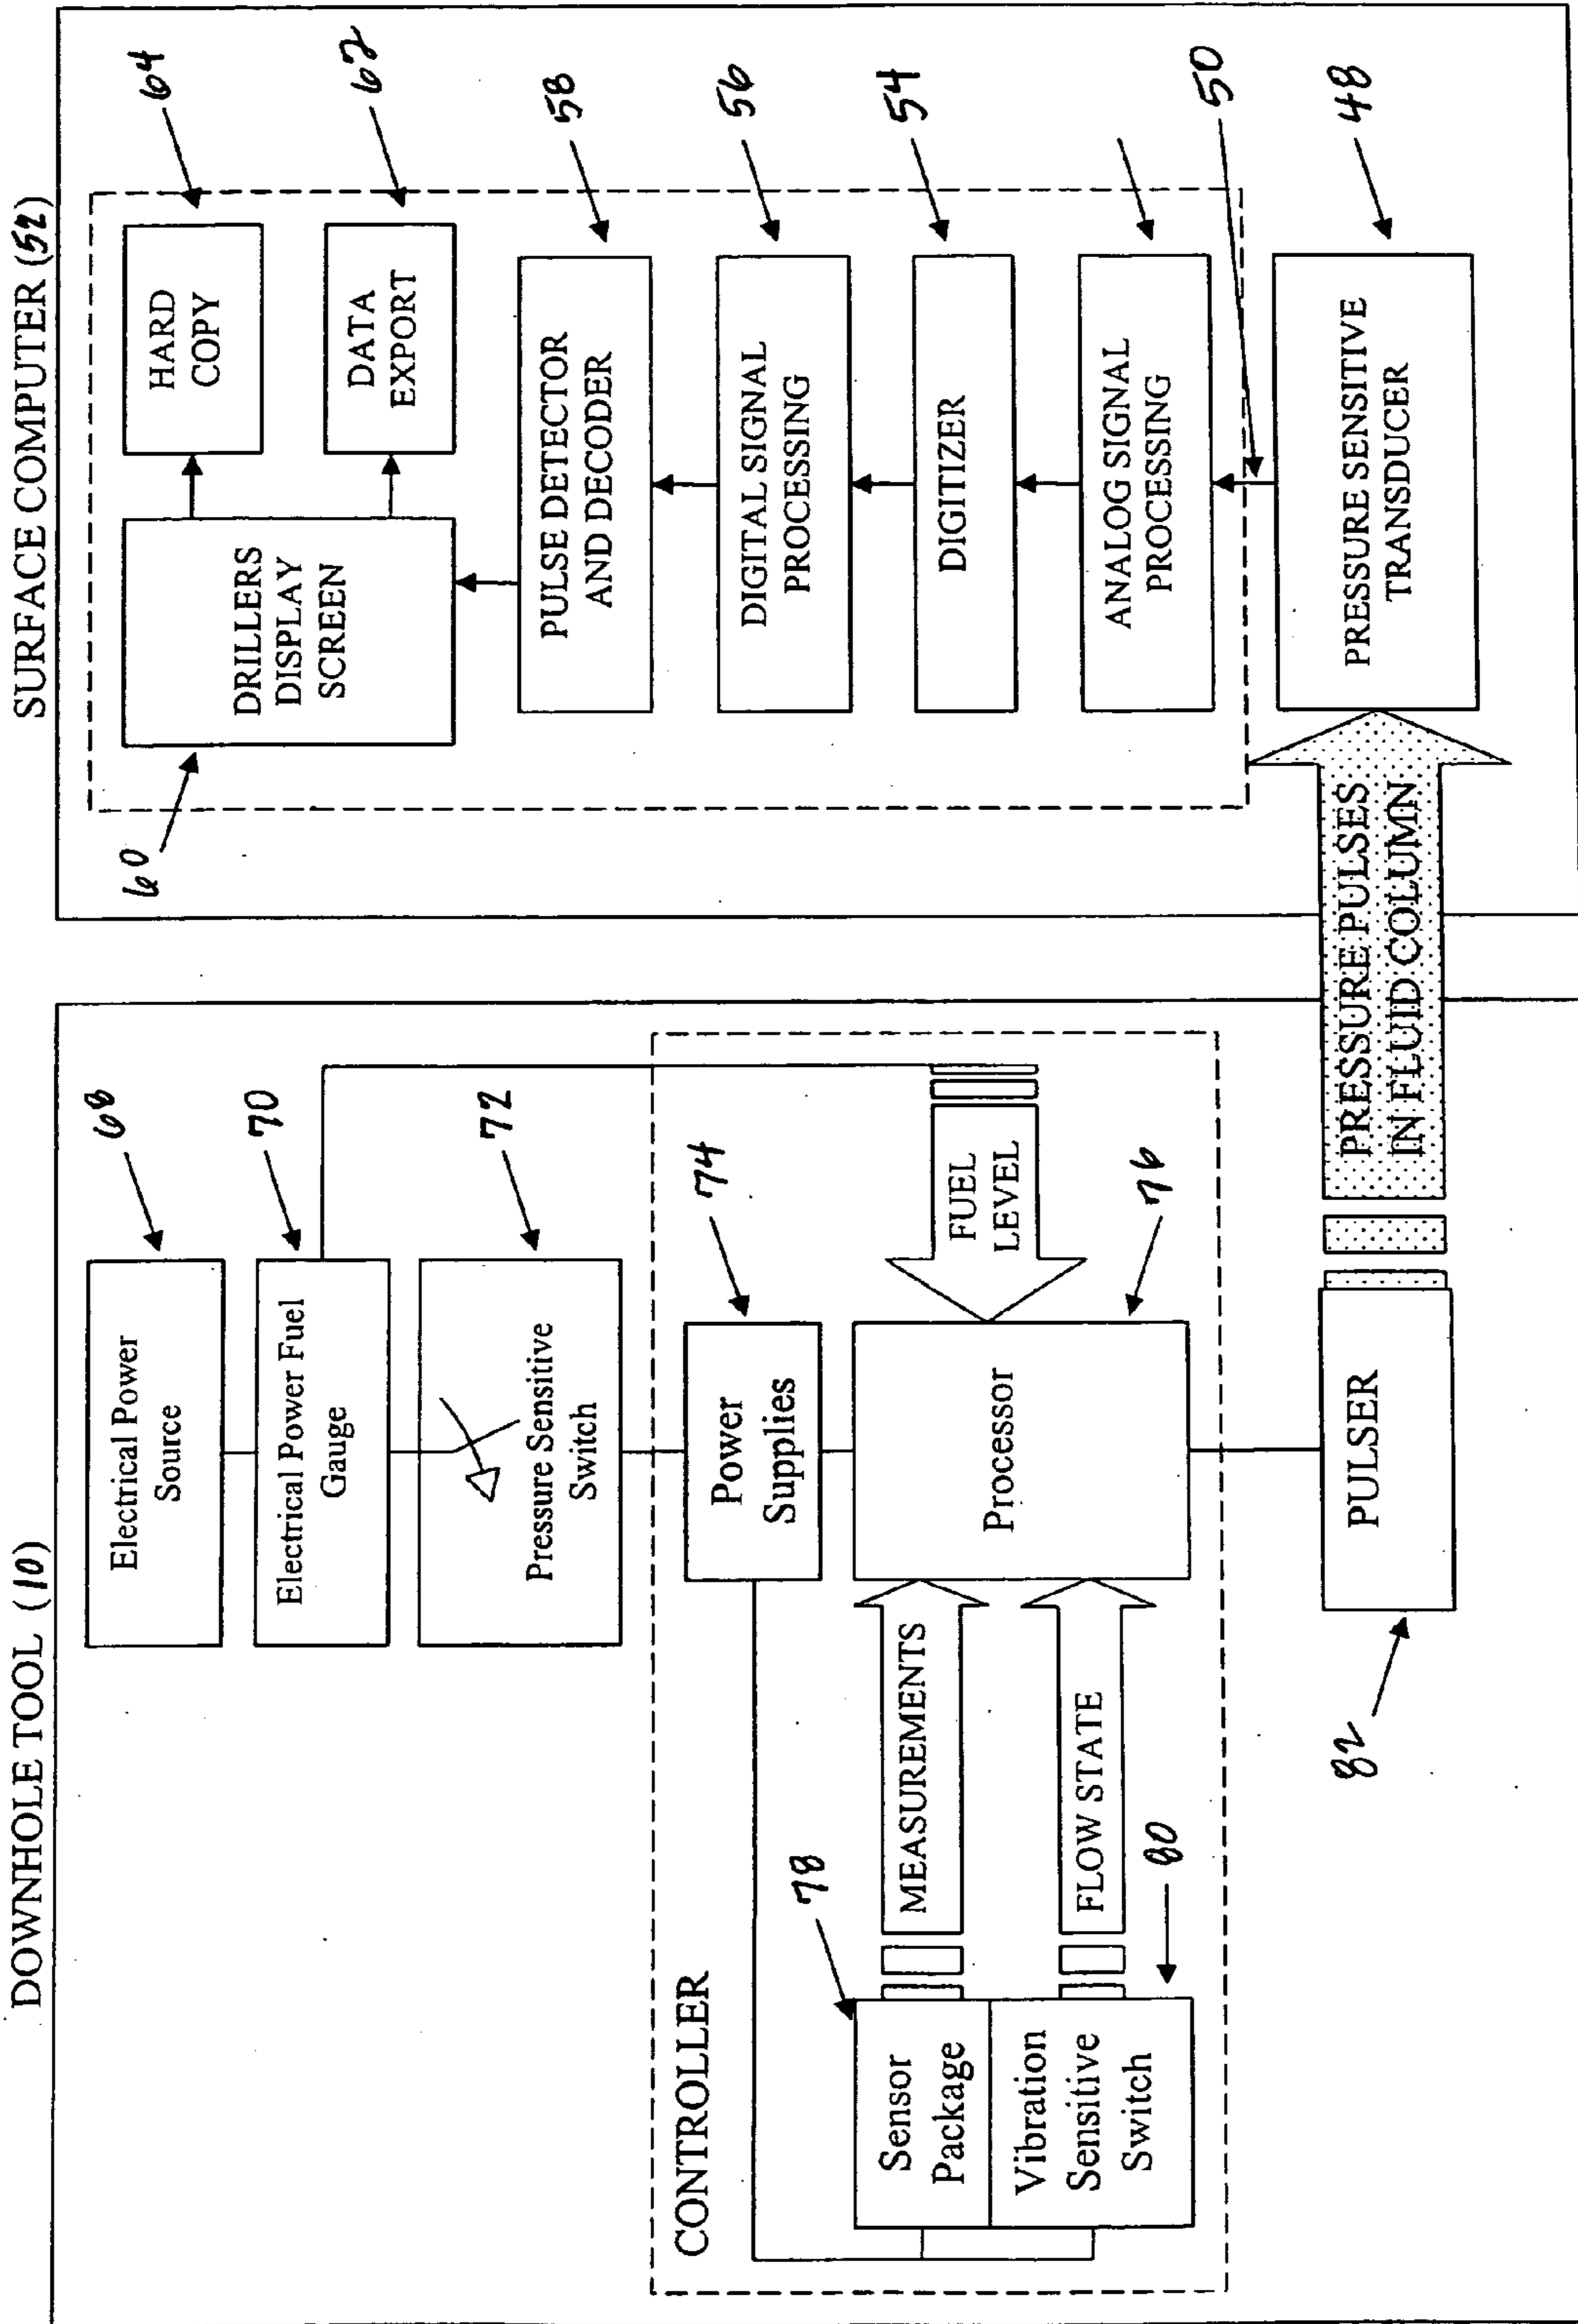 DOWNHOLE TOOL (10)
Electrical Power
Source
68
Electrical Power Fuel
Gauge
70
Pressure Sensitive
Switch
72
CONTROLLER
Power
Supplies
74
Sensor
Package
78
Vibration
Sensitive
Switch
80
MEASUREMENTS
FLOW STATE
Processor
76
FUEL
LEVEL
PULSER
82
PRESSURE PULSES
IN FLUID COLUMN
SURFACE COMPUTER (52)
60
DRILLERS
DISPLAY
SCREEN
HARD
COPY
64
DATA
EXPORT
62
PULSE DETECTOR
AND DECODER
58
DIGITAL SIGNAL
PROCESSING
56
DIGITIZER
54
ANALOG SIGNAL
PROCESSING
50
PRESSURE SENSITIVE
TRANSDUCER
48